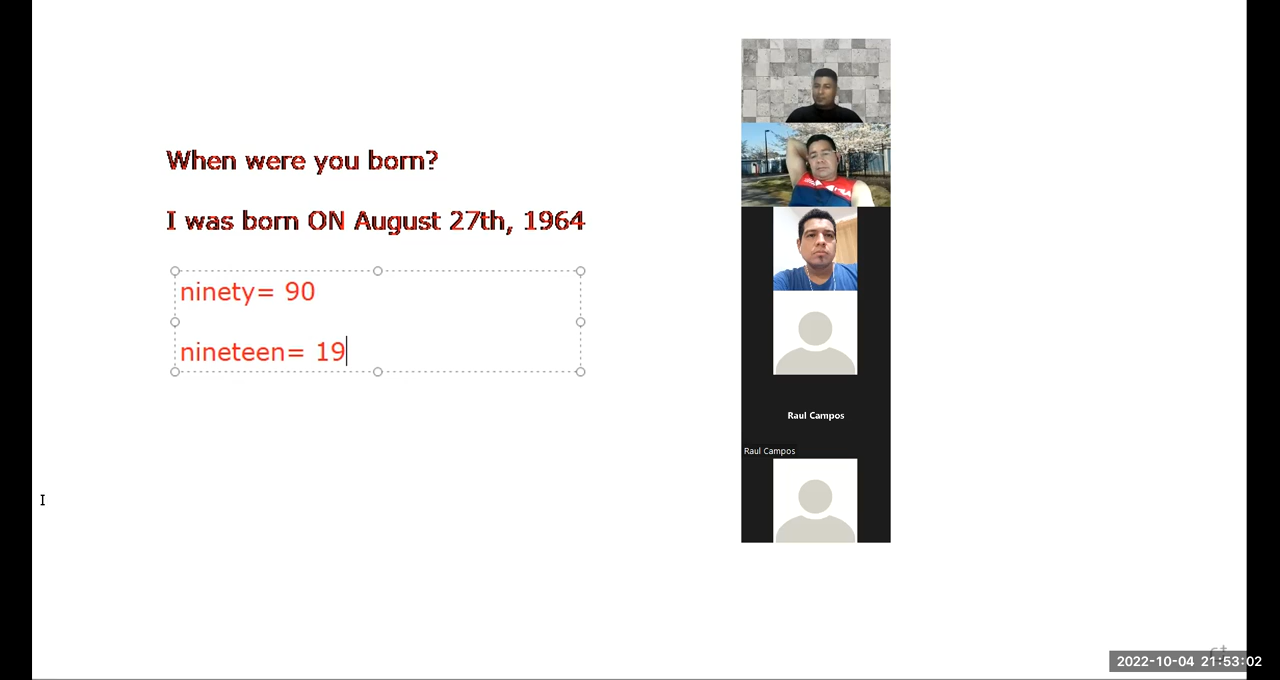 When were you born?
I was born ON August 27th, 1964
ninety= 90
nineteen= 19
Raul Campos
Raul Campos
2022-10-04 21:53:02